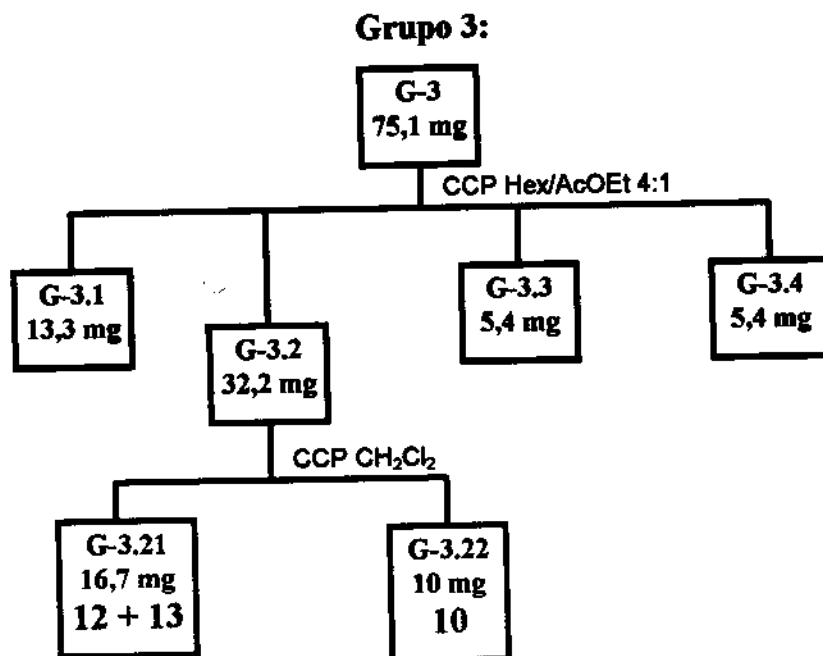 Grupo 3:
G-3
75,1 mg
CCP Hex/AcOEt 4:1
G-3.1
13,3 mg
G-3.2
32,2 mg
G-3.3
5,4 mg
G-3.4
5,4 mg
CCP CH₂Cl₂
G-3.21
16,7 mg
12 + 13
G-3.22
10 mg
10